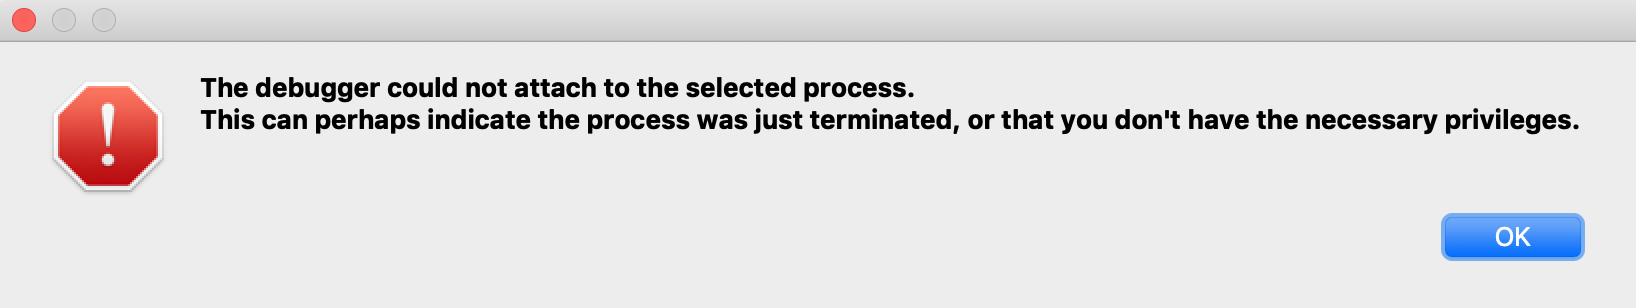 The debugger could not attach to the selected process.
This can perhaps indicate the process was just terminated, or that you don't have the necessary privileges.
OK